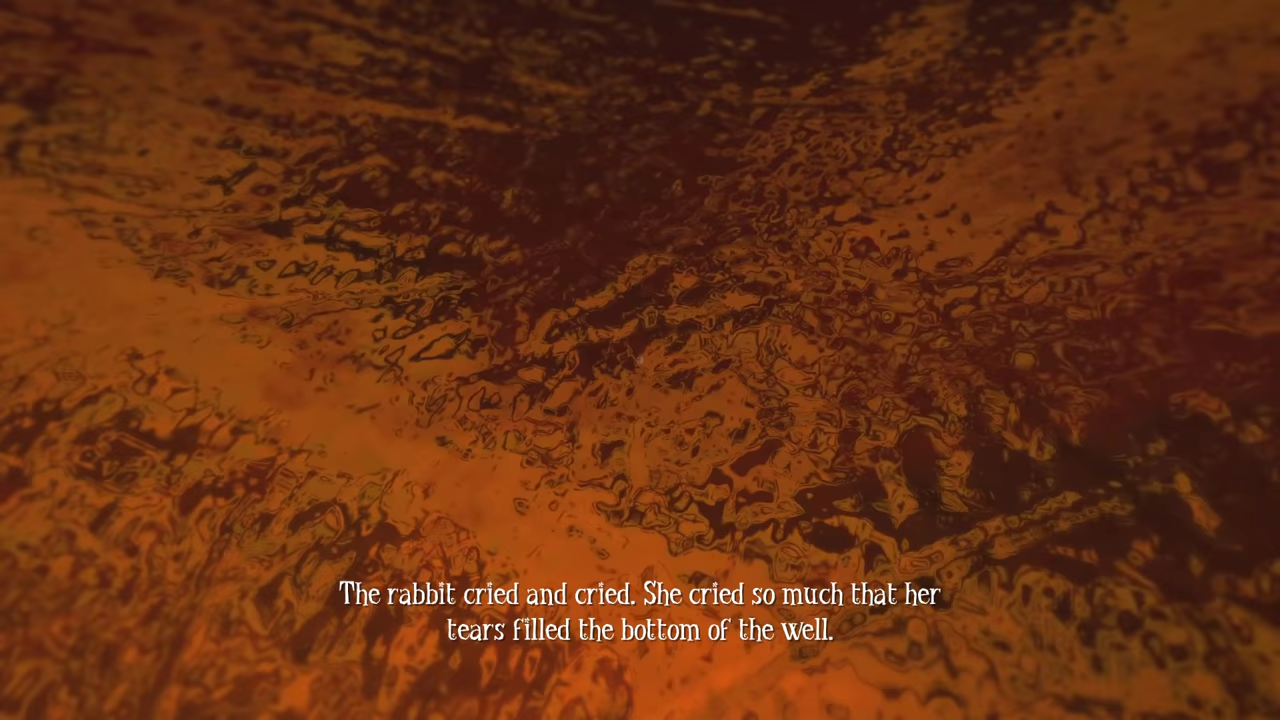 The rabbit cried and cried. She cried so much that her
tears filled the bottom of the well.